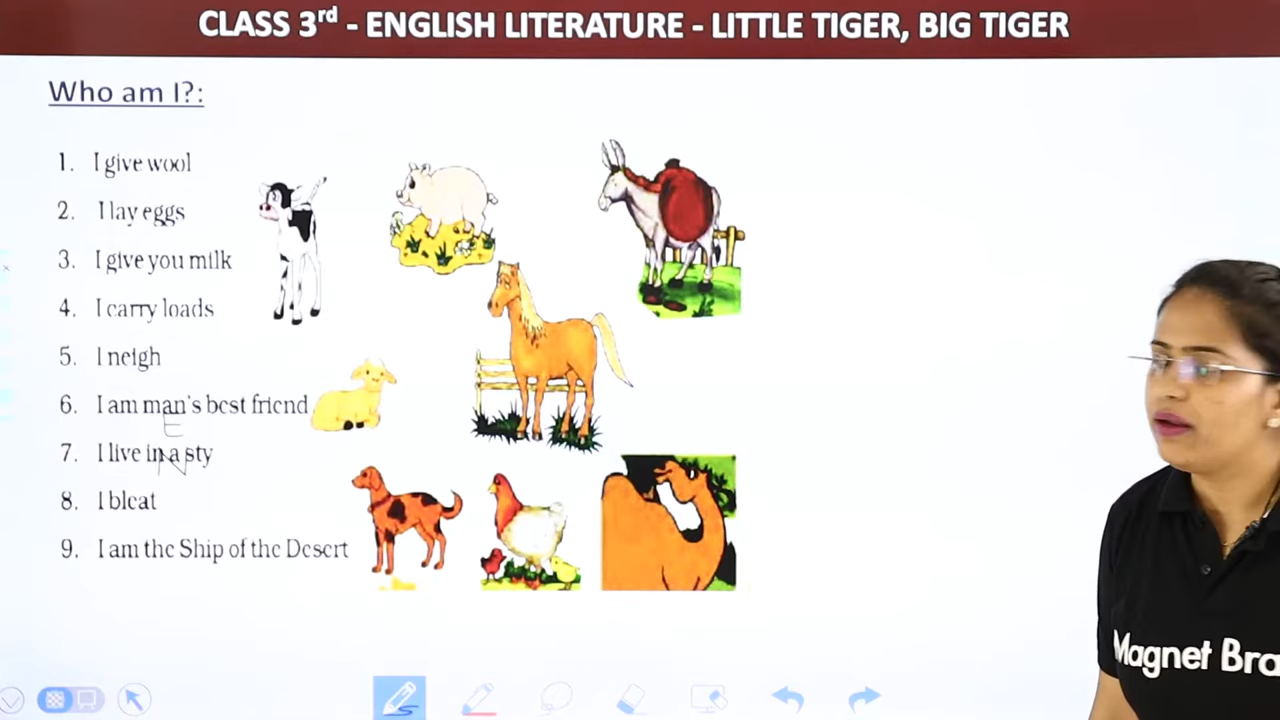 CLASS 3rd - ENGLISH LITERATURE - LITTLE TIGER, BIG TIGER
Who am I?:
1. I give wool
2. I lay eggs
3. I give you milk
4. I carry loads
5. I neigh
6. I am man's best friend
E
7. I live in a sty
N
8. I bleat
9. I am the Ship of the Desert
Magnet Bra